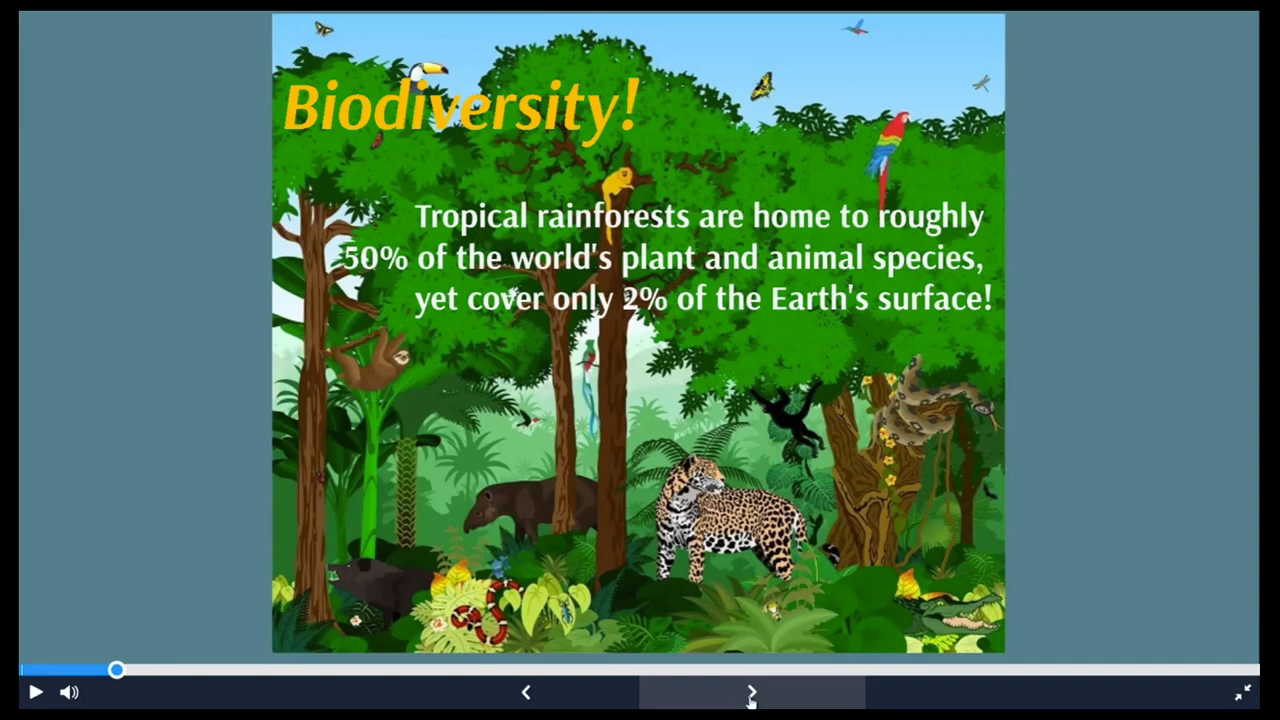 Biodiversity!
Tropical rainforests are home to roughly
50% of the world's plant and animal species,
yet cover only 2% of the Earth's surface!